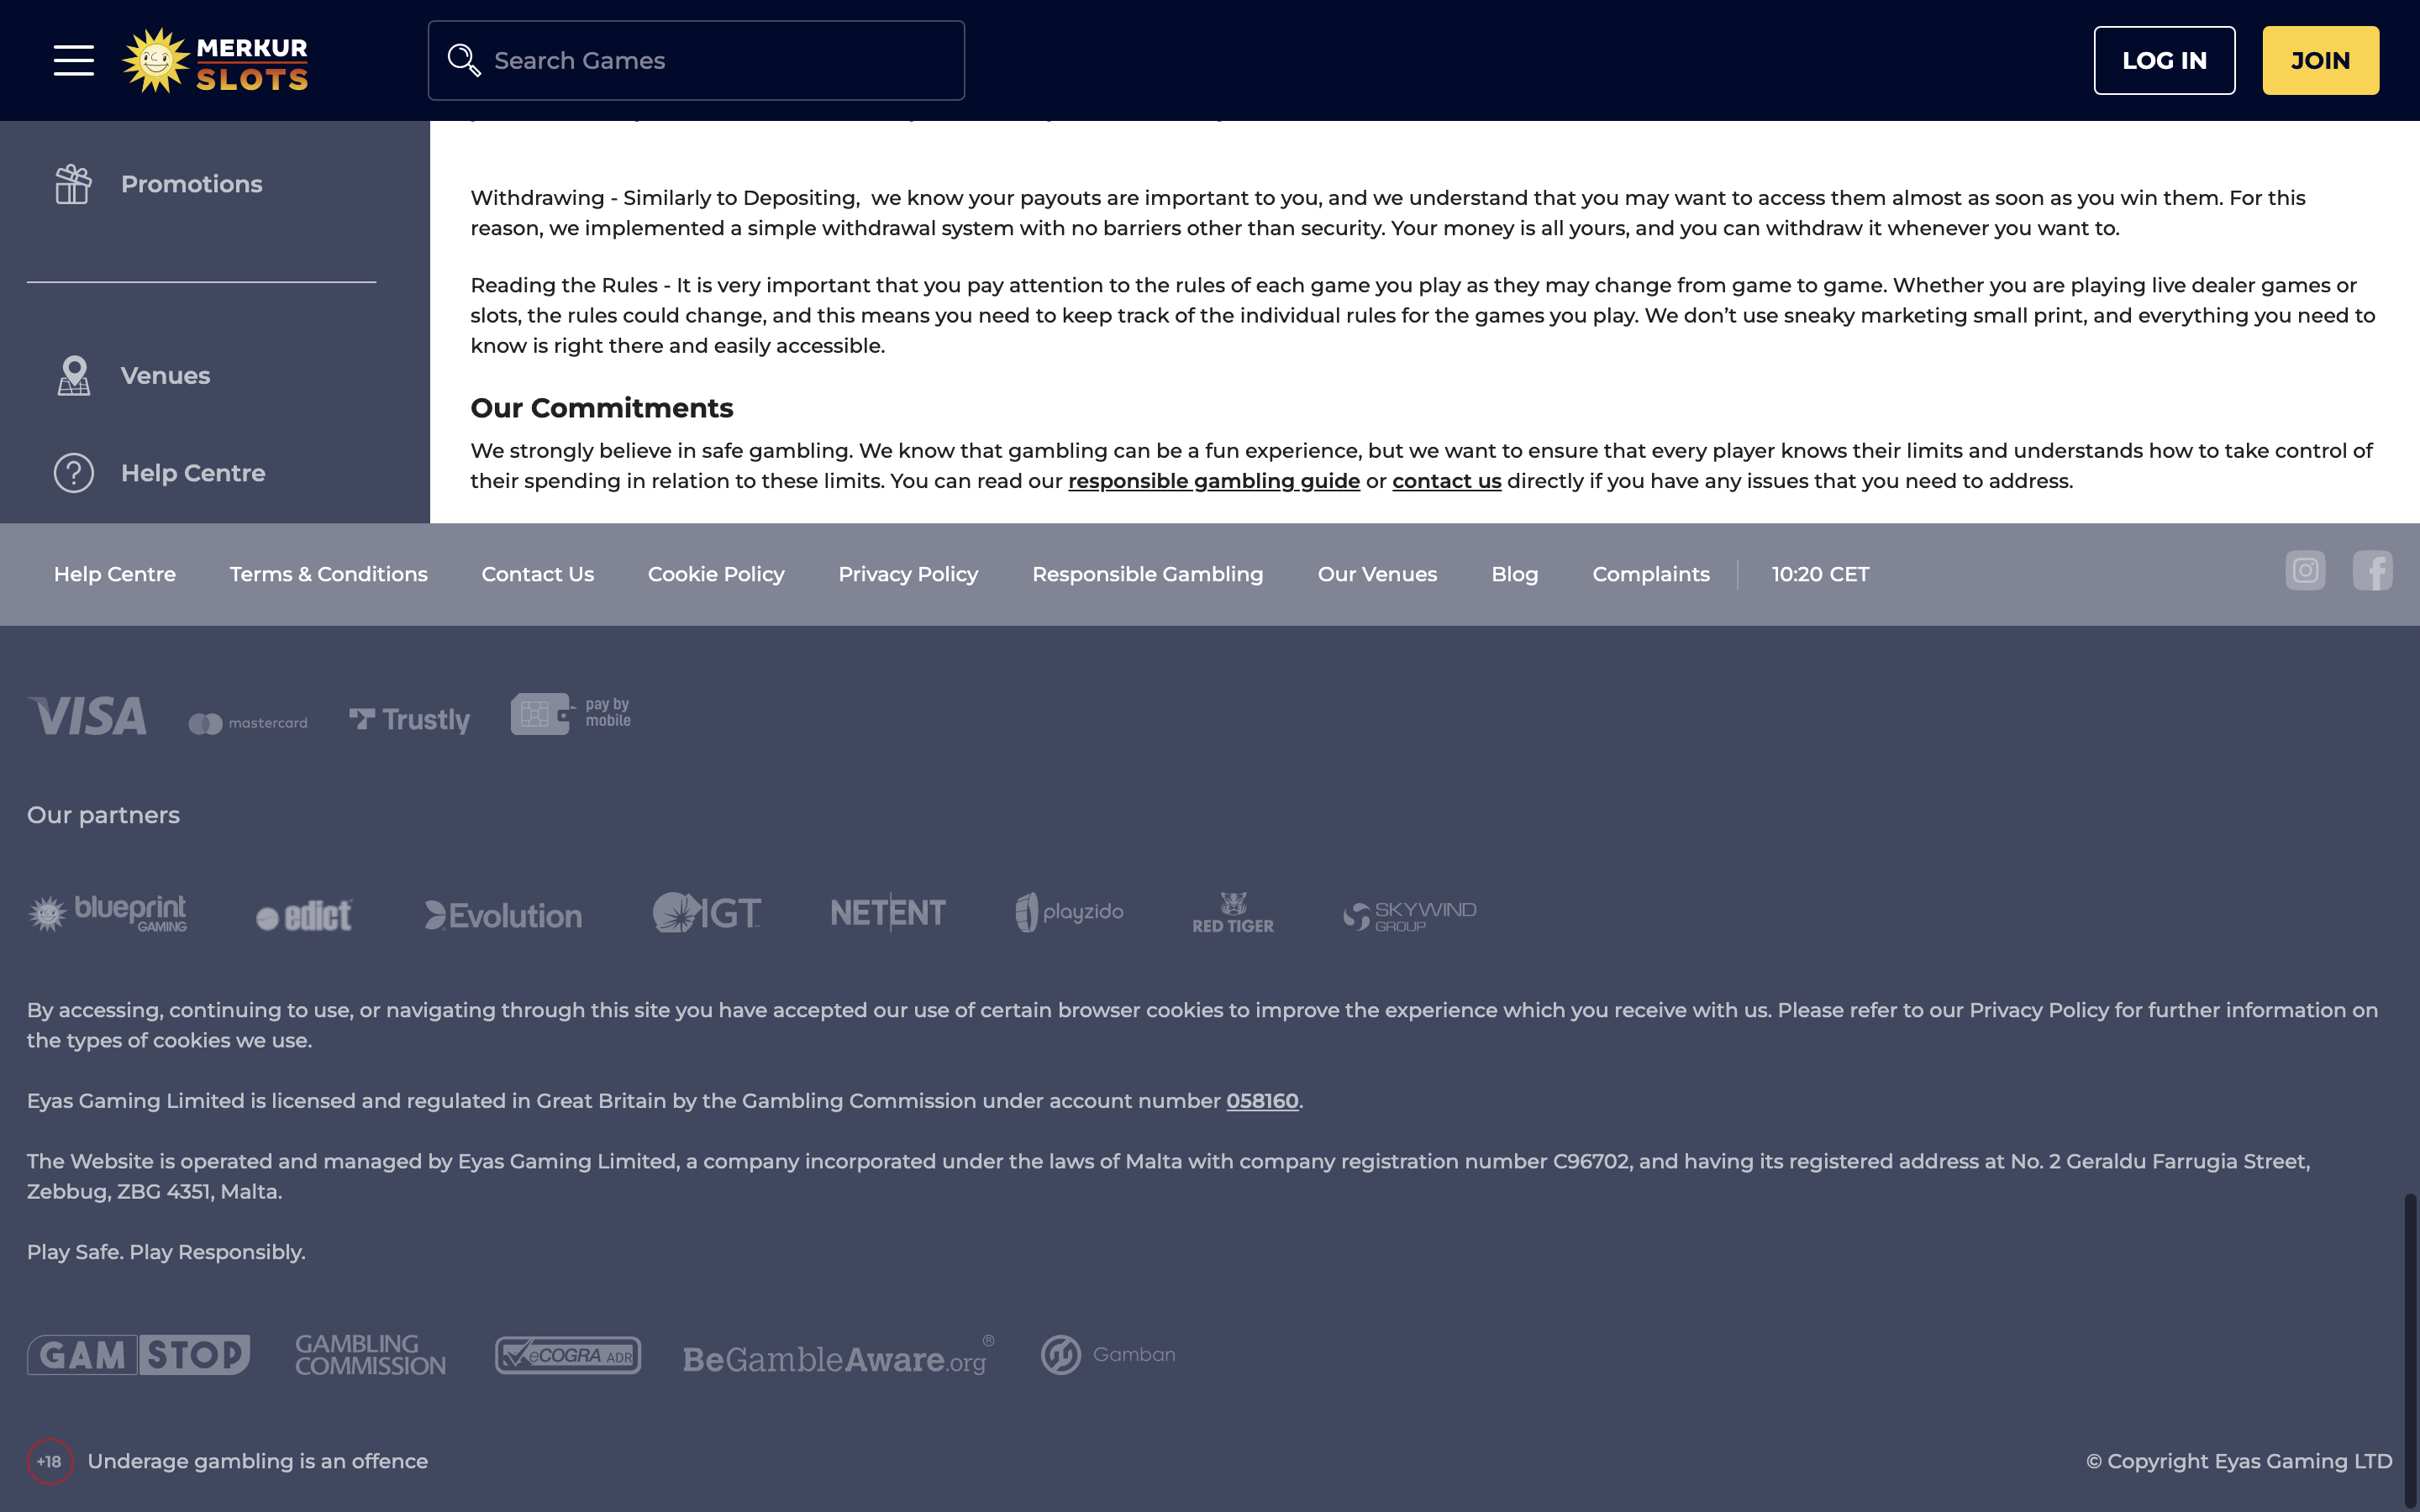 MERKUR
SLOTS
Search Games
LOG IN
JOIN
Promotions
Venues
Help Centre
Withdrawing - Similarly to Depositing,  we know your payouts are important to you, and we understand that you may want to access them almost as soon as you win them. For this
reason, we implemented a simple withdrawal system with no barriers other than security. Your money is all yours, and you can withdraw it whenever you want to.
Reading the Rules - It is very important that you pay attention to the rules of each game you play as they may change from game to game. Whether you are playing live dealer games or
slots, the rules could change, and this means you need to keep track of the individual rules for the games you play. We don’t use sneaky marketing small print, and everything you need to
know is right there and easily accessible.
Our Commitments
We strongly believe in safe gambling. We know that gambling can be a fun experience, but we want to ensure that every player knows their limits and understands how to take control of
their spending in relation to these limits. You can read our responsible gambling guide or contact us directly if you have any issues that you need to address.
Help Centre Terms & Conditions Contact Us Cookie Policy Privacy Policy Responsible Gambling Our Venues Blog Complaints 10:20 CET
VISA mastercard Trustly pay by mobile
Our partners
blueprint GAMING edict Evolution IGT NETENT playzido RED TIGER SKYWIND GROUP
By accessing, continuing to use, or navigating through this site you have accepted our use of certain browser cookies to improve the experience which you receive with us. Please refer to our Privacy Policy for further information on
the types of cookies we use.
Eyas Gaming Limited is licensed and regulated in Great Britain by the Gambling Commission under account number 058160.
The Website is operated and managed by Eyas Gaming Limited, a company incorporated under the laws of Malta with company registration number C96702, and having its registered address at No. 2 Geraldu Farrugia Street,
Zebbug, ZBG 4351, Malta.
Play Safe. Play Responsibly.
GAMSTOP GAMBLING COMMISSION eCOGRA ADR BeGambleAware.org® Gamban
+18 Underage gambling is an offence
© Copyright Eyas Gaming LTD